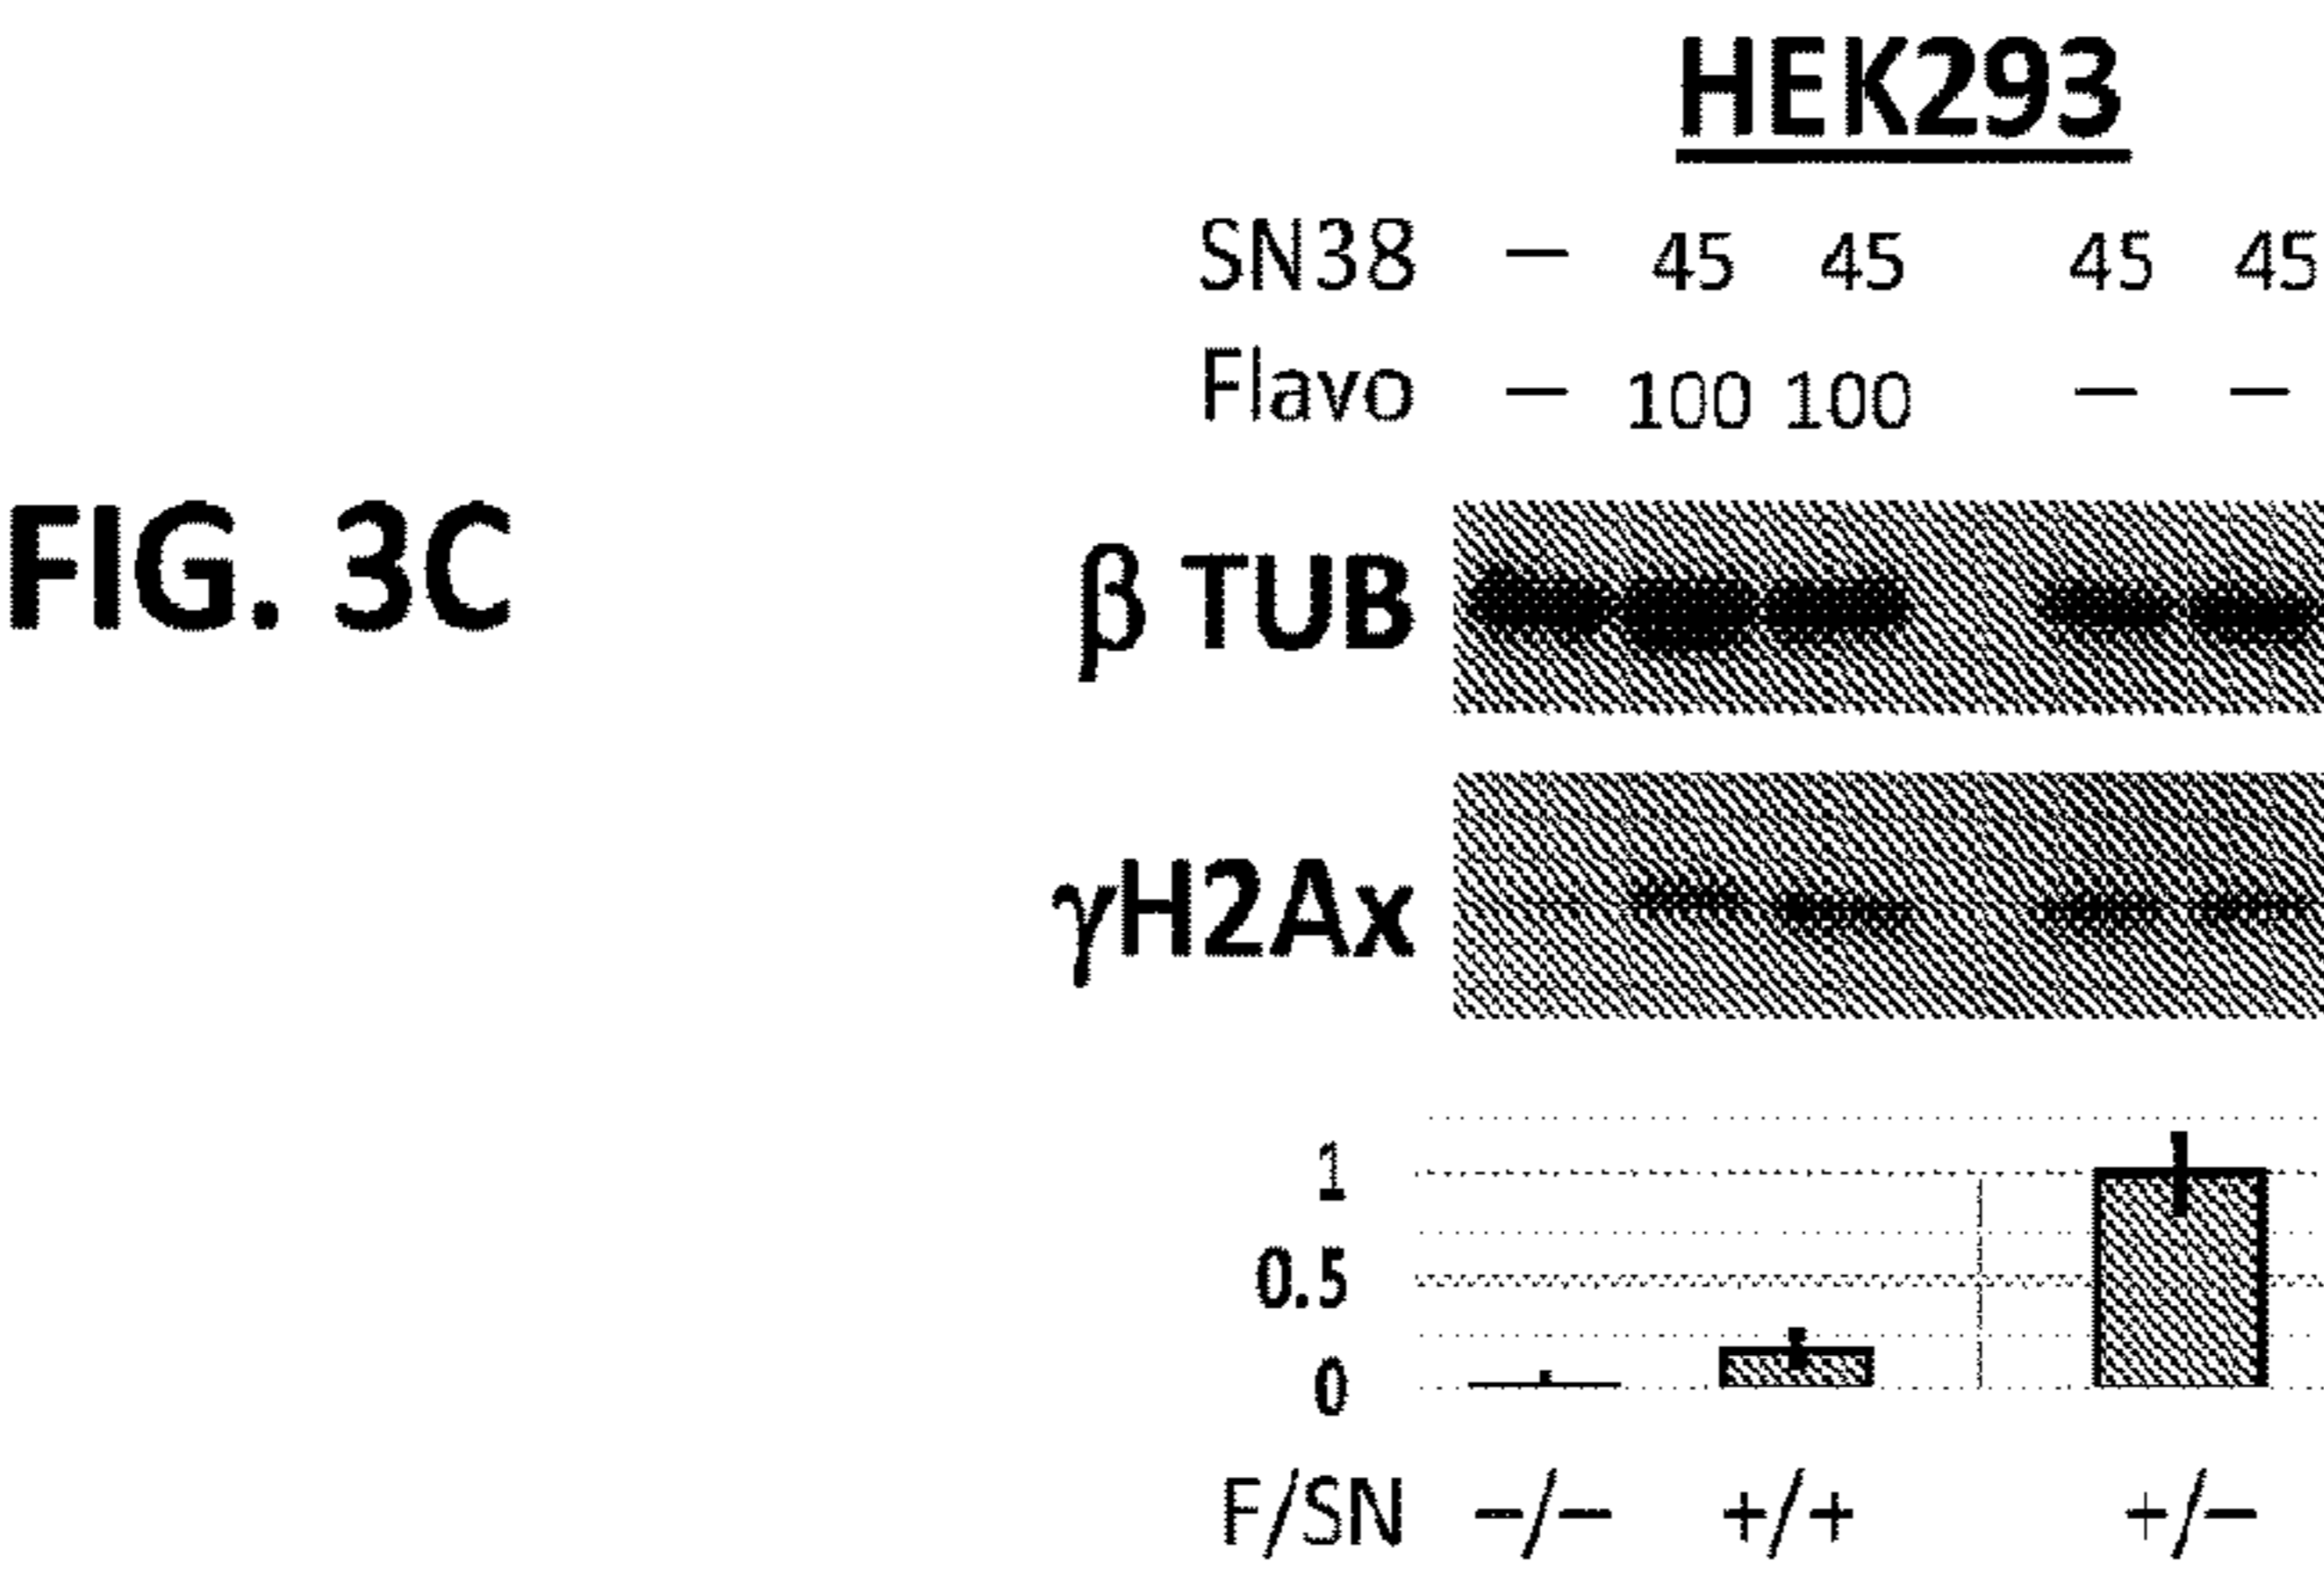 HEK293
SN38 — 45 45 45 45
Flavo — 100 100 — —
FIG. 3C
β TUB
γH2Ax
1
0.5
0
F/SN −/− +/+ +/−